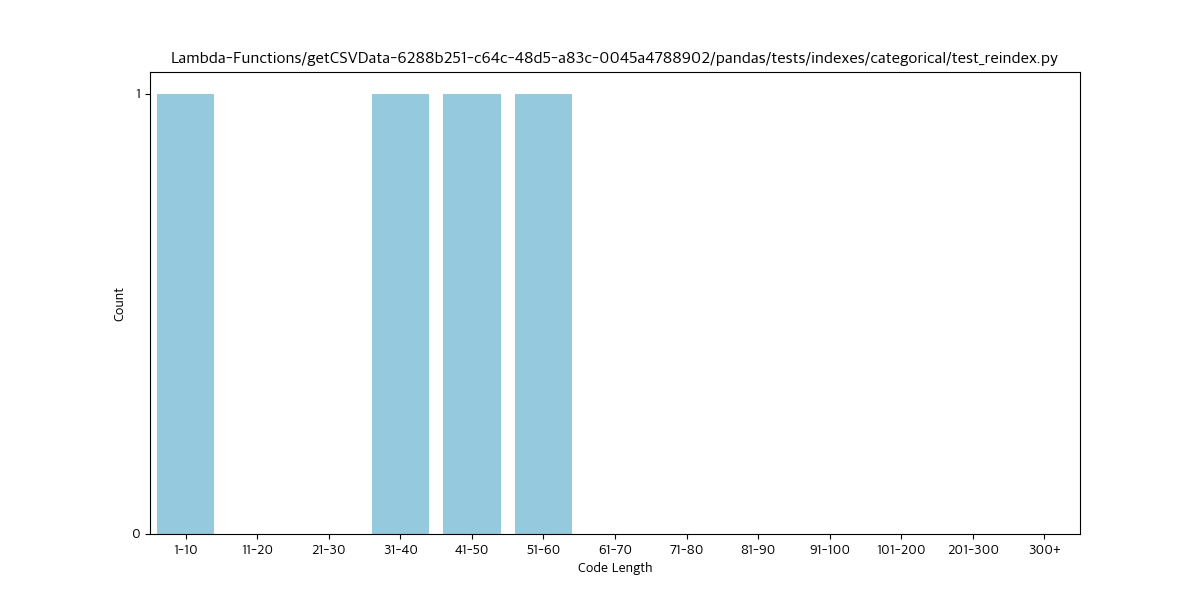 Lambda-Functions/getCSVData-6288b251-c64c-48d5-a83c-0045a4788902/pandas/tests/indexes/categorical/test_reindex.py
1
Count
0
1-10 11-20 21-30 31-40 41-50 51-60 61-70 71-80 81-90 91-100 101-200 201-300 300+
Code Length